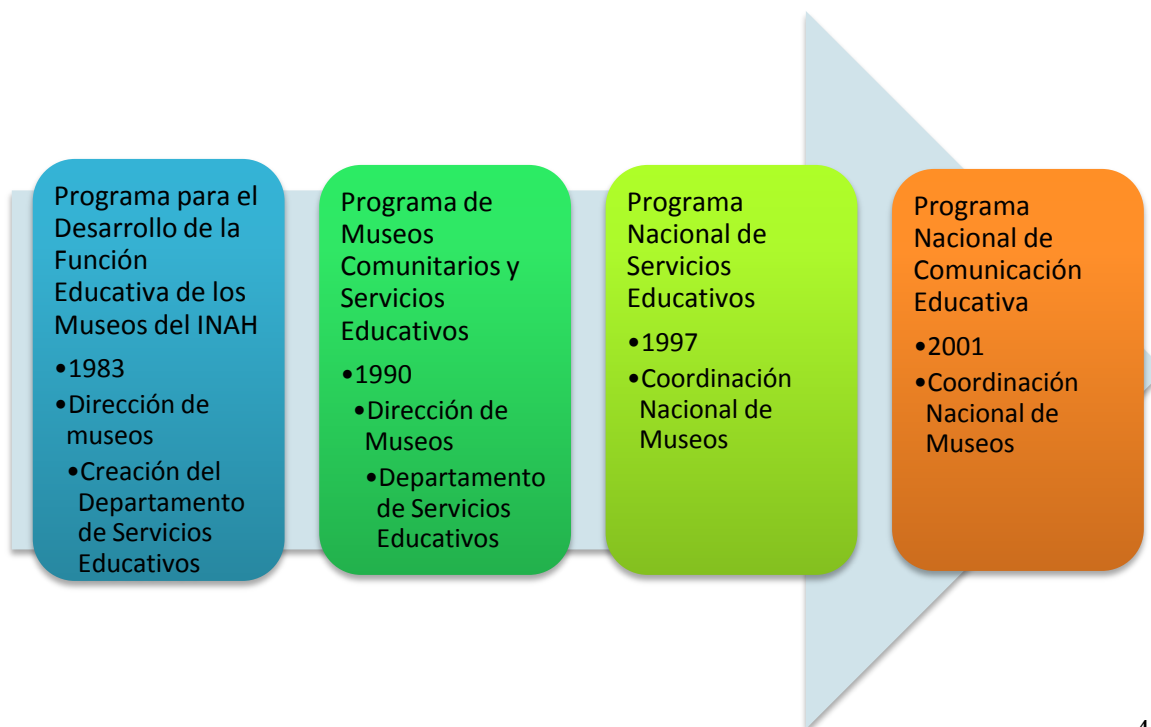 Programa para el
Desarrollo de la
Función
Educativa de los
Museos del INAH
•1983
•Dirección de
museos
•Creación del
Departamento
de Servicios
Educativos
Programa de
Museos
Comunitarios y
Servicios
Educativos
•1990
•Dirección de
Museos
•Departamento
de Servicios
Educativos
Programa
Nacional de
Servicios
Educativos
•1997
•Coordinación
Nacional de
Museos
Programa
Nacional de
Comunicación
Educativa
•2001
•Coordinación
Nacional de
Museos
4